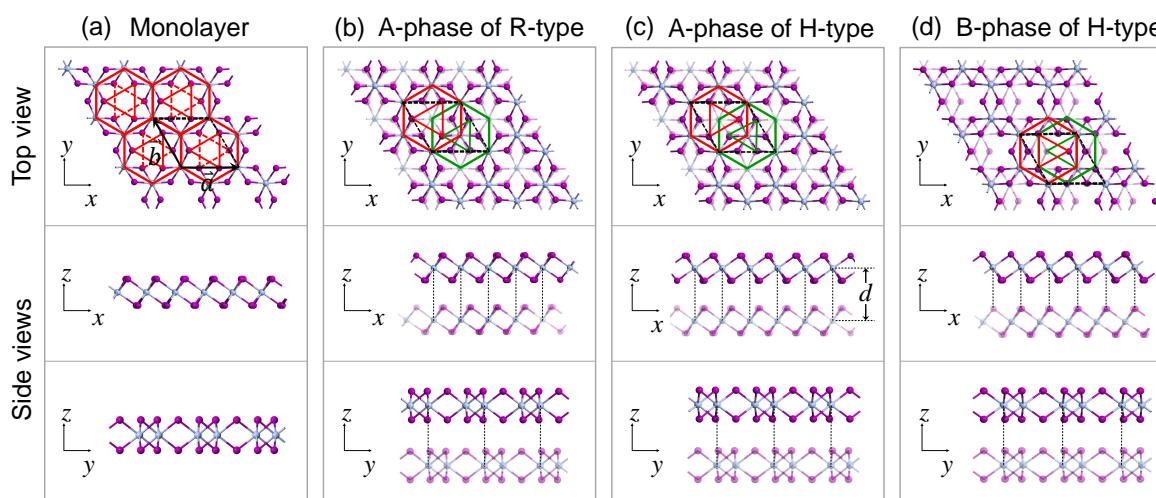 (a) Monolayer
(b) A-phase of R-type
(c) A-phase of H-type
(d) B-phase of H-type
Top view
y
x
b
a
y
x
y
x
y
x
Side views
z
x
z
x
z
x
d
z
x
z
y
z
y
z
y
z
y